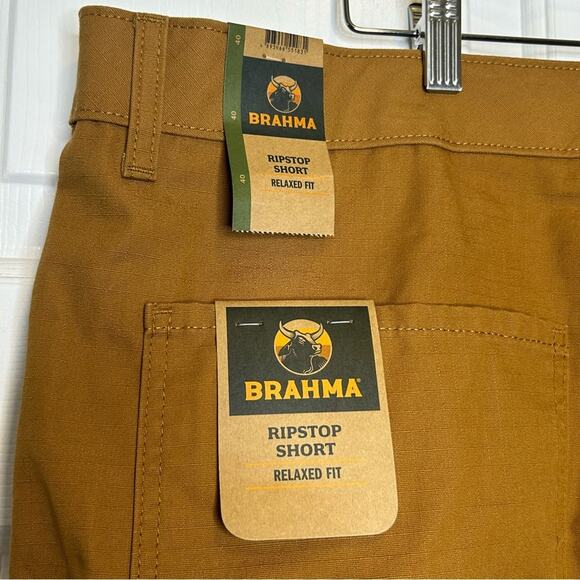 40
40
40
BRAHMA
RIPSTOP
SHORT
RELAXED FIT
BRAHMA®
RIPSTOP
SHORT
RELAXED FIT